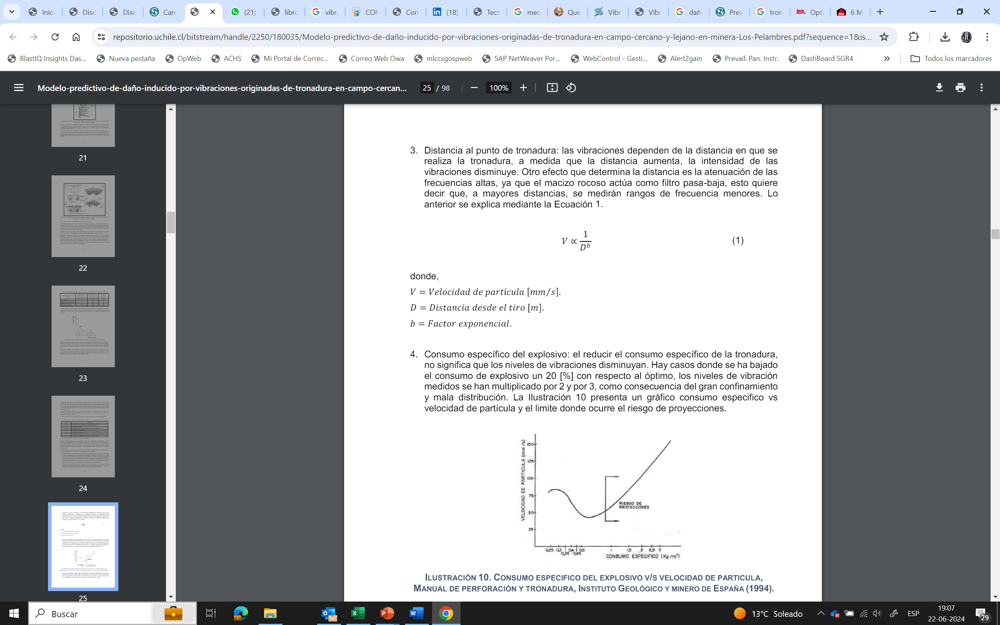 Inici
Dise
Dise
Cam
(21)
libro
vibra
CON
Con
(18)
Tecn
med
Que
Vibr
Vibr
dañ
Pres
tron
Opti
6 M
repositorio.uchile.cl/bitstream/handle/2250/180035/Modelo-predictivo-de-daño-inducido-por-vibraciones-originadas-de-tronadura-en-campo-cercano-y-lejano-en-minera-Los-Pelambres.pdf?sequence=1&is...
BlastIQ Insights Das...
Nueva pestaña
OpWeb
ACHS
Mi Portal de Correc...
Correo Web Owa
mlccsgospweb
SAP NetWeaver Por...
WebControl - Gesti...
Alert2gain
Prevail: Pan. Instr.
DashBoard SGR4
»
Todos los marcadores
Modelo-predictivo-de-daño-inducido-por-vibraciones-originadas-de-tronadura-en-campo-cercan...
25 / 98
100%
21
22
23
24
25
3. Distancia al punto de tronadura: las vibraciones dependen de la distancia en que se
realiza la tronadura, a medida que la distancia aumenta, la intensidad de las
vibraciones disminuye. Otro efecto que determina la distancia es la atenuación de las
frecuencias altas, ya que el macizo rocoso actúa como filtro pasa-baja, esto quiere
decir que, a mayores distancias, se medirán rangos de frecuencia menores. Lo
anterior se explica mediante la Ecuación 1.
V ∝ 1/D^b (1)
donde,
V = Velocidad de partícula [mm/s].
D = Distancia desde el tiro [m].
b = Factor exponencial.
4. Consumo específico del explosivo: el reducir el consumo específico de la tronadura,
no significa que los niveles de vibraciones disminuyan. Hay casos donde se ha bajado
el consumo de explosivo un 20 [%] con respecto al óptimo, los niveles de vibración
medidos se han multiplicado por 2 y por 3, como consecuencia del gran confinamiento
y mala distribución. La Ilustración 10 presenta un gráfico consumo especifico vs
velocidad de partícula y el limite donde ocurre el riesgo de proyecciones.
VELOCIDAD DE PARTICULA (mm /s)
150
125
100
75
50
25
RIESGO DE
PROYECCIONES
0,25 0,3 0,35 0,4 0,45 0,5 1 1,5 2 2,5 3
CONSUMO ESPECIFICO (Kg /m³)
ILUSTRACIÓN 10. CONSUMO ESPECIFICO DEL EXPLOSIVO V/S VELOCIDAD DE PARTICULA,
MANUAL DE PERFORACIÓN Y TRONADURA, INSTITUTO GEOLÓGICO Y MINERO DE ESPAÑA (1994).
Buscar
13°C Soleado
ESP
19:07
22-06-2024
29